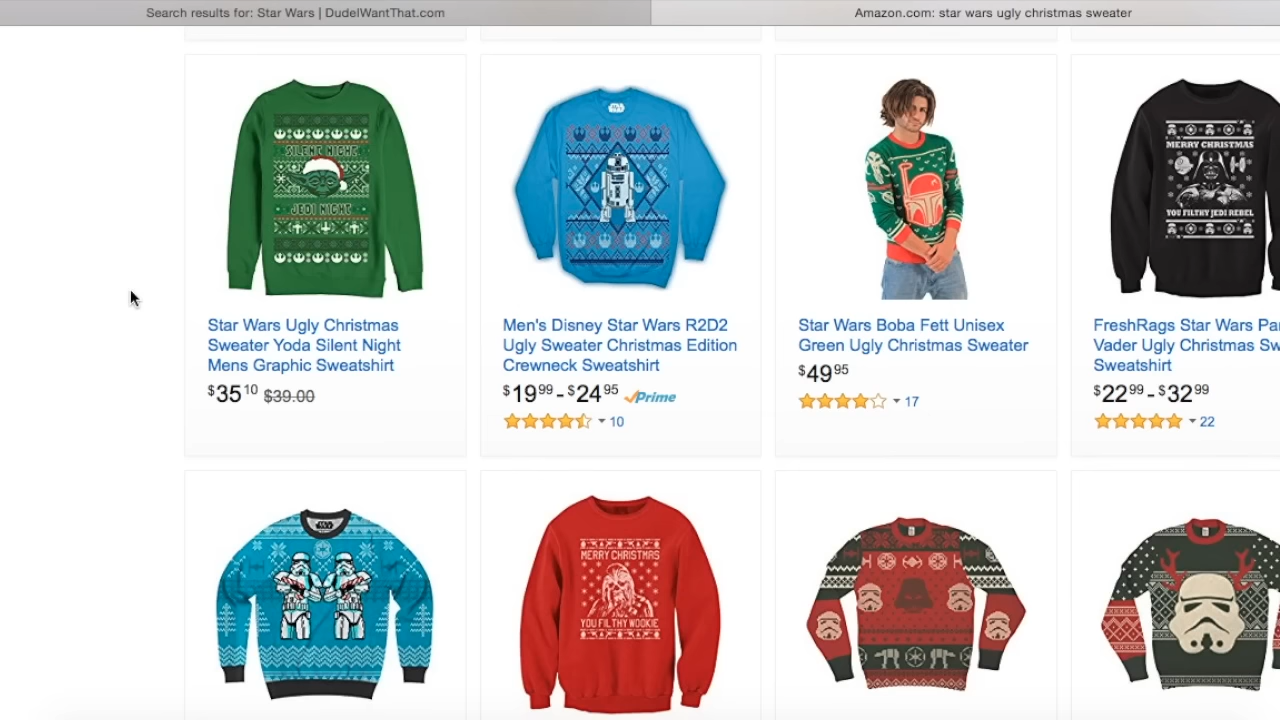 Search results for: Star Wars | DudeIWantThat.com
Amazon.com: star wars ugly christmas sweater
SILENT NIGHT
JEDI NIGHT
STAR WARS
MERRY CHRISTMAS
YOU FILTHY JEDI REBEL
Star Wars Ugly Christmas
Sweater Yoda Silent Night
Mens Graphic Sweatshirt
$35.10 $39.00
Men's Disney Star Wars R2D2
Ugly Sweater Christmas Edition
Crewneck Sweatshirt
$19.99 - $24.95 Prime
10
Star Wars Boba Fett Unisex
Green Ugly Christmas Sweater
$49.95
17
FreshRags Star Wars Pa
Vader Ugly Christmas Sw
Sweatshirt
$22.99 - $32.99
22
MERRY CHRISTMAS
YOU FILTHY WOOKIE